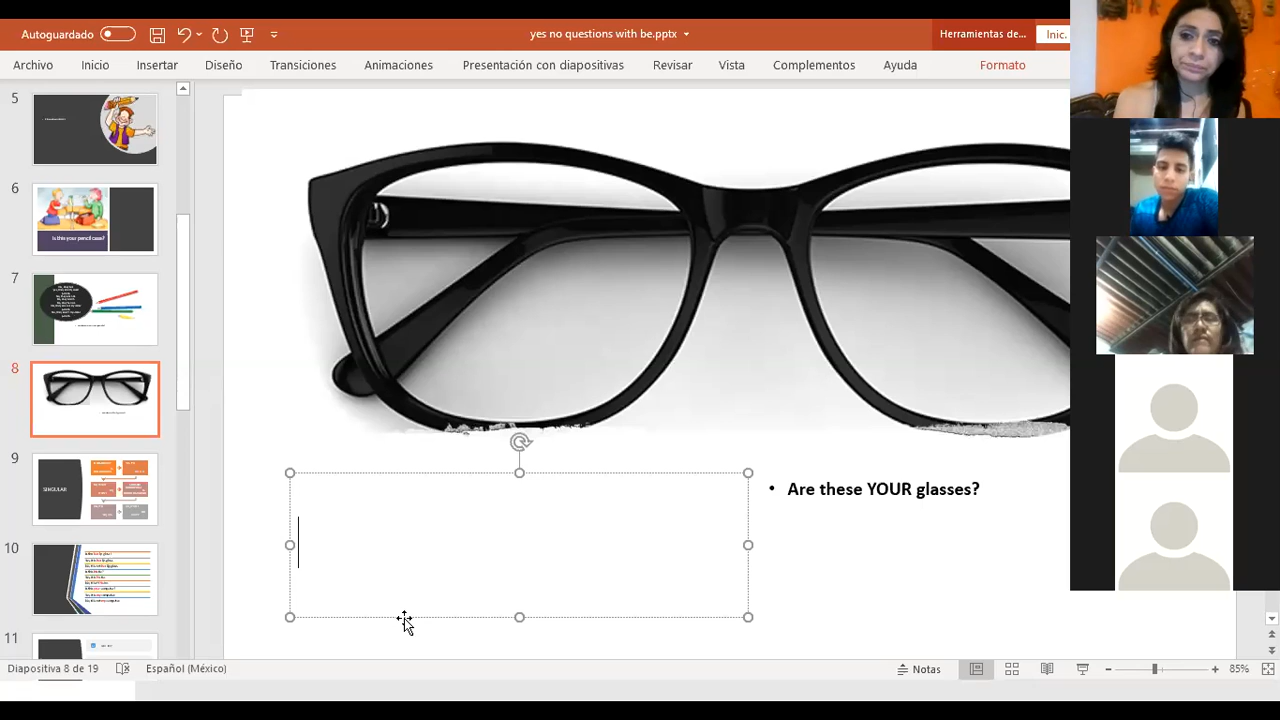 Autoguardado
yes no questions with be.pptx
Herramientas de...
Inic.
Archivo
Inicio
Insertar
Diseño
Transiciones
Animaciones
Presentación con diapositivas
Revisar
Vista
Complementos
Ayuda
Formato
5
6
Is this your pencil case?
7
8
9
SINGULAR
10
11
• Are these YOUR glasses?
Diapositiva 8 de 19
Español (México)
Notas
85%